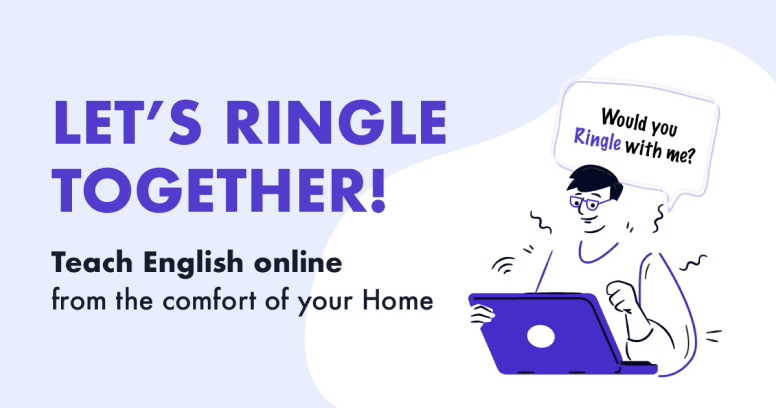 LET'S RINGLE
TOGETHER!
Teach English online
from the comfort of your Home
Would you
Ringle with me?